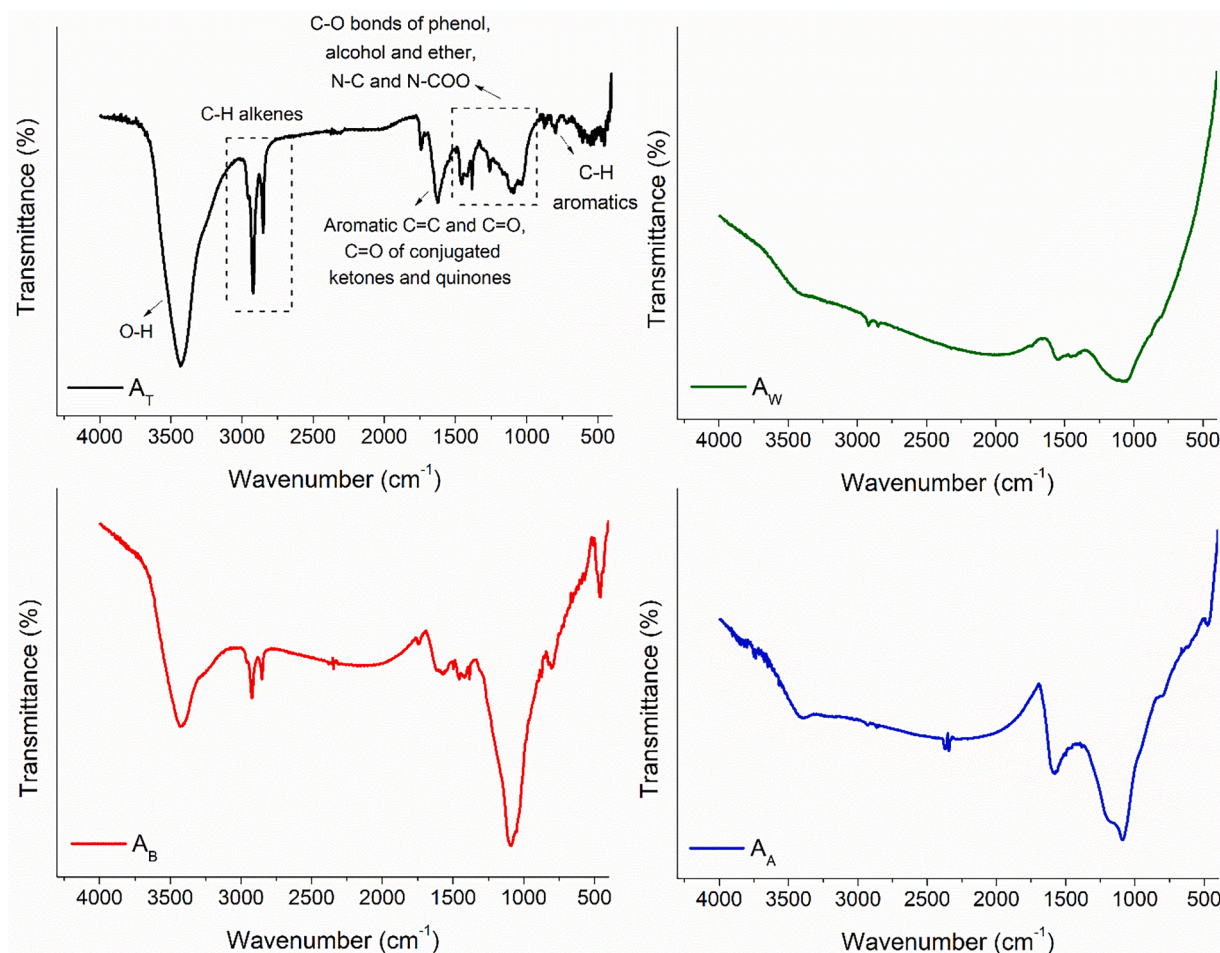 C-O bonds of phenol,
alcohol and ether,
N-C and N-COO
C-H alkenes
C-H
aromatics
Aromatic C=C and C=O,
C=O of conjugated
ketones and quinones
O-H
A_T
Transmittance (%)
4000 3500 3000 2500 2000 1500 1000 500
Wavenumber (cm⁻¹)
Transmittance (%)
A_W
4000 3500 3000 2500 2000 1500 1000 500
Wavenumber (cm⁻¹)
Transmittance (%)
A_B
4000 3500 3000 2500 2000 1500 1000 500
Wavenumber (cm⁻¹)
Transmittance (%)
A_A
4000 3500 3000 2500 2000 1500 1000 500
Wavenumber (cm⁻¹)